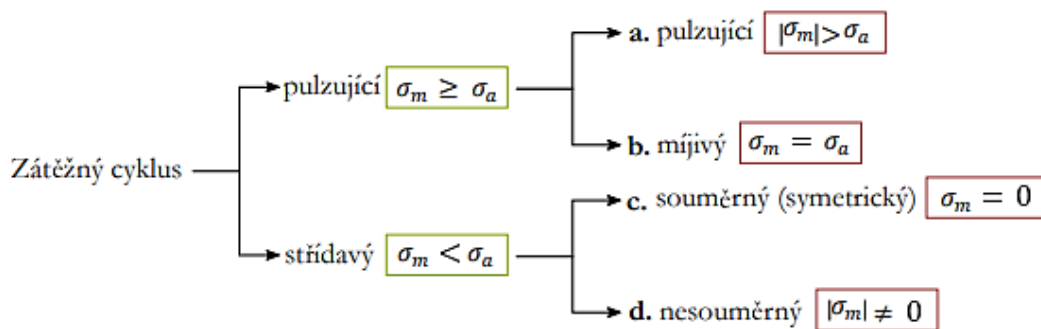 a. pulzující |σm|>σa
pulzující σm ≥ σa
b. míjivý σm = σa
Zátěžný cyklus
c. souměrný (symetrický) σm = 0
střídavý σm < σa
d. nesouměrný |σm| ≠ 0